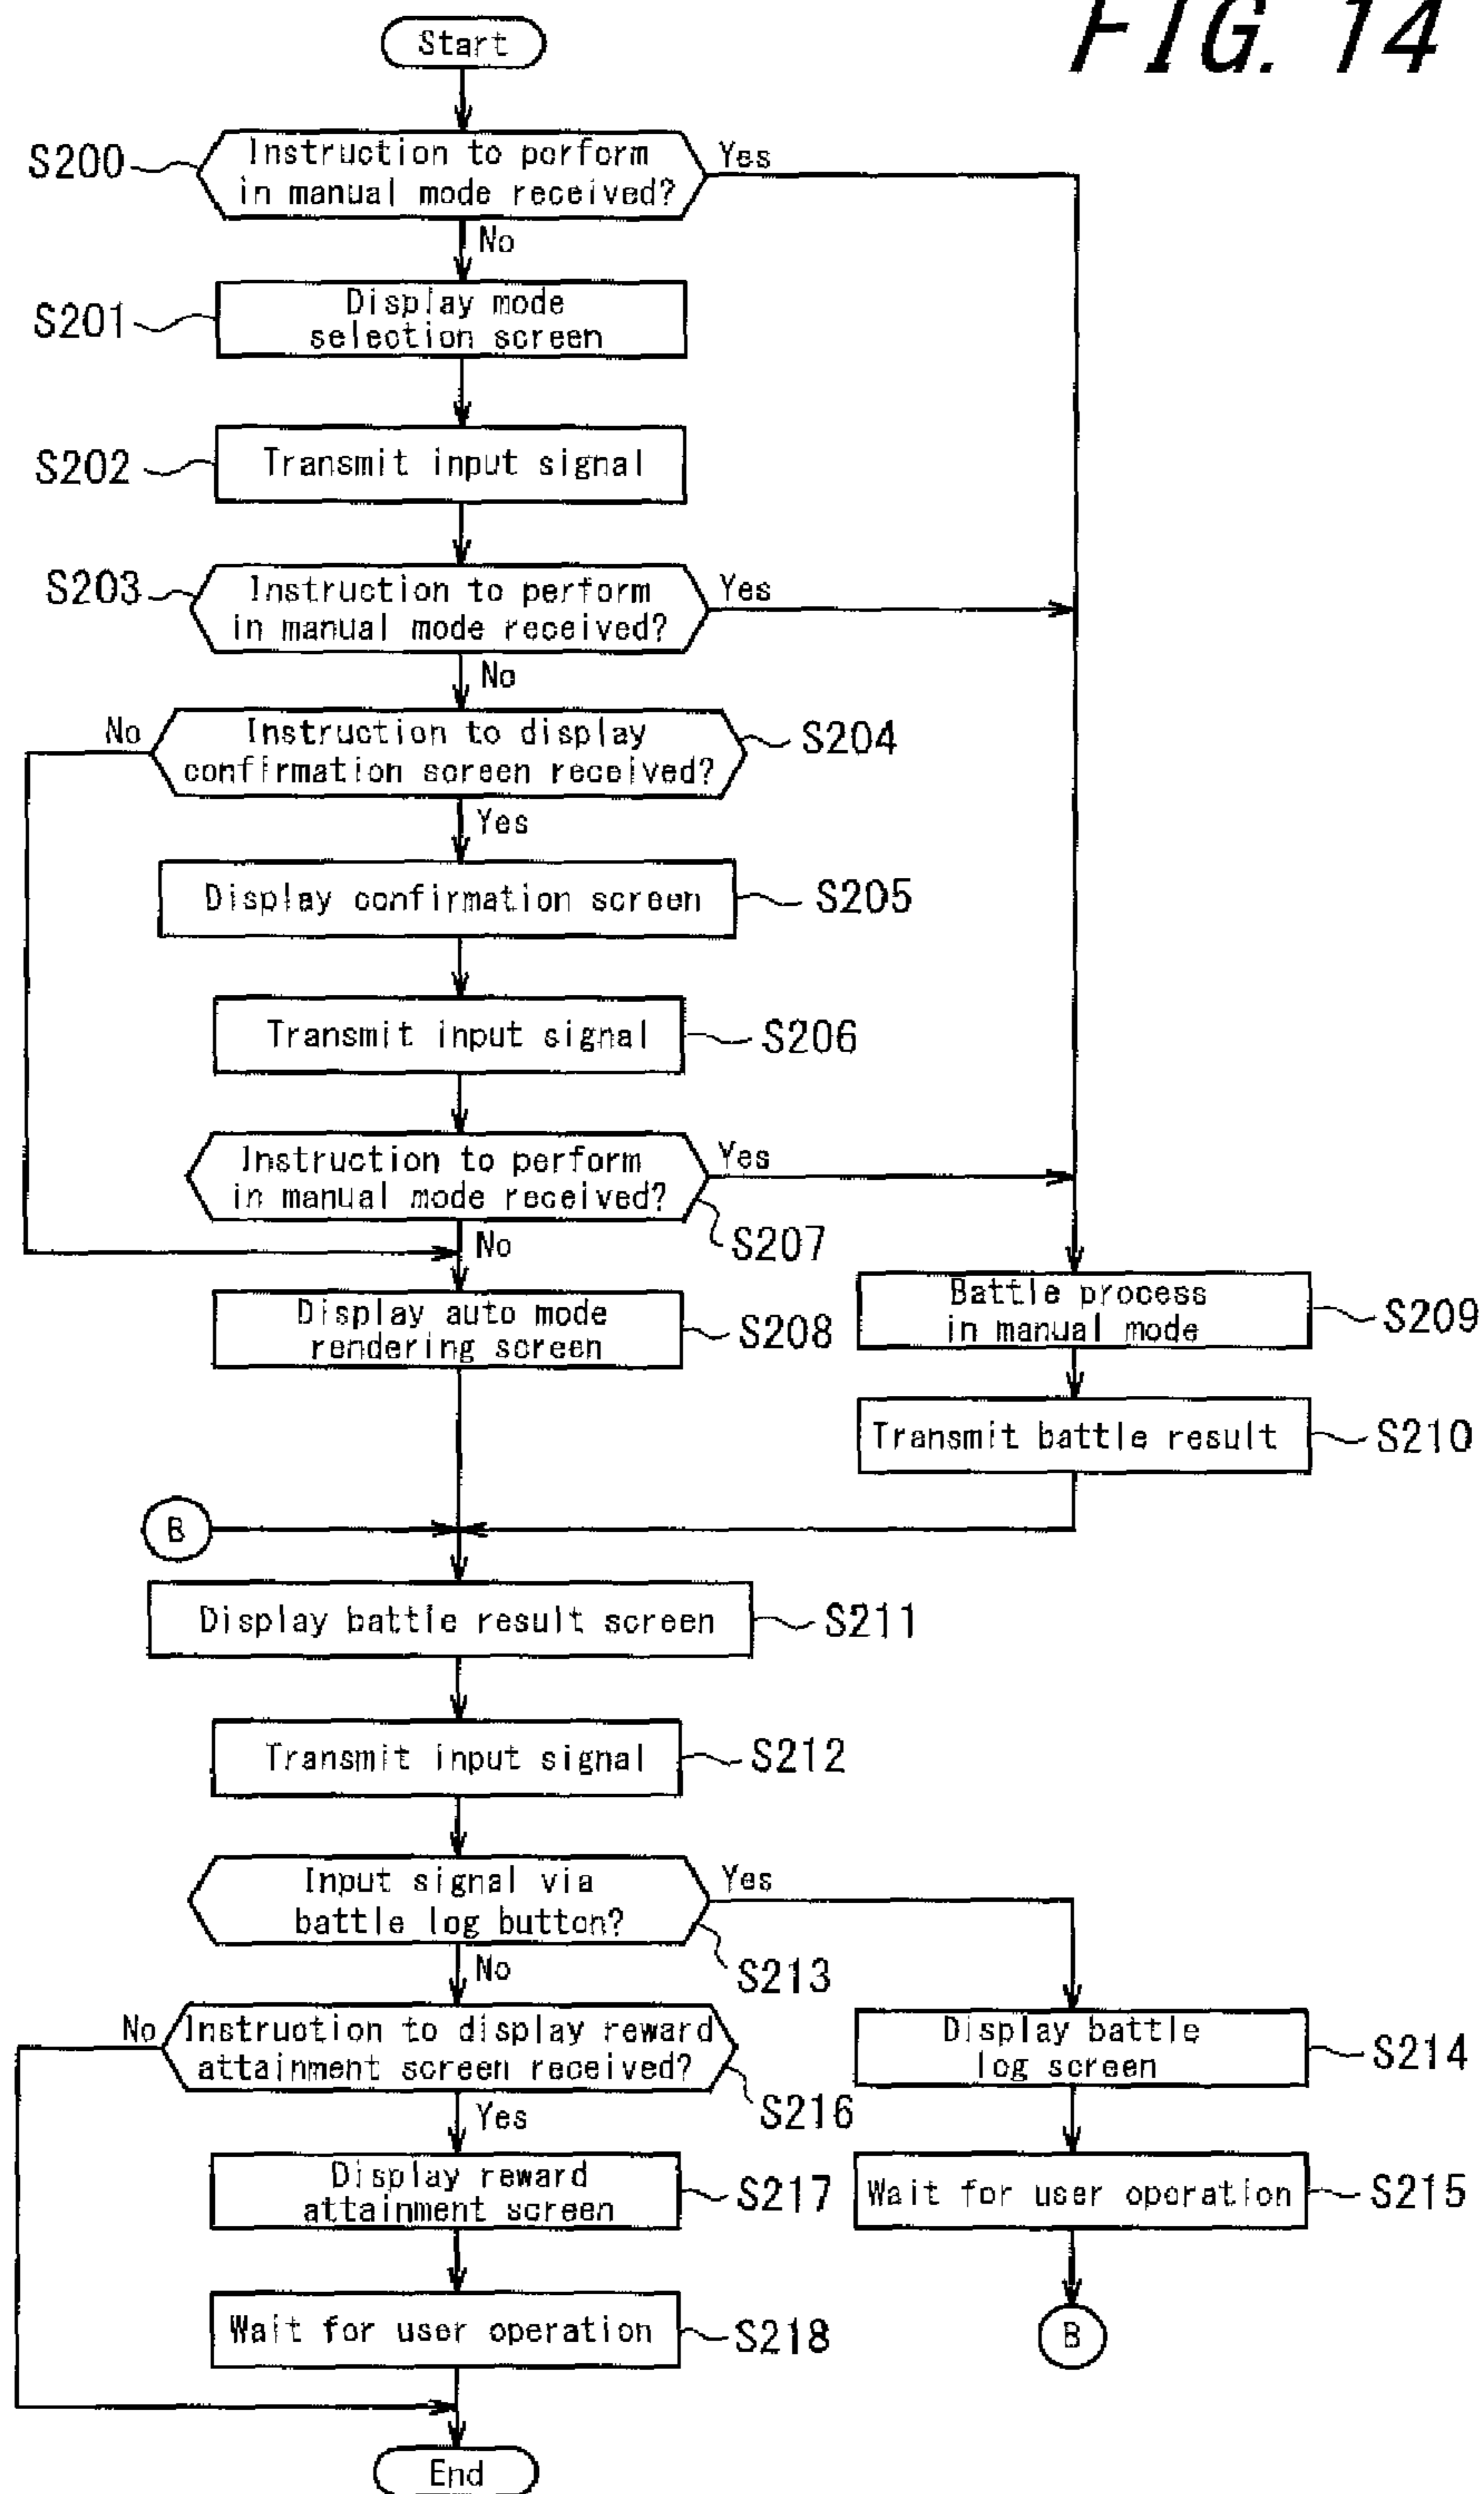 FIG. 14
Start
S200
Instruction to perform
in manual mode received?
Yes
No
S201
Display mode
selection screen
S202
Transmit input signal
S203
Instruction to perform
in manual mode received?
Yes
No
No
Instruction to display
confirmation screen received?
S204
Yes
Display confirmation screen
S205
Transmit input signal
S206
Instruction to perform
in manual mode received?
Yes
S207
No
Display auto mode
rendering screen
S208
Battle process
in manual mode
S209
Transmit battle result
S210
B
Display battle result screen
S211
Transmit input signal
S212
Input signal via
battle log button?
Yes
S213
No
No
Instruction to display reward
attainment screen received?
S216
Yes
Display battle
log screen
S214
Display reward
attainment screen
S217
Wait for user operation
S215
Wait for user operation
S218
B
End